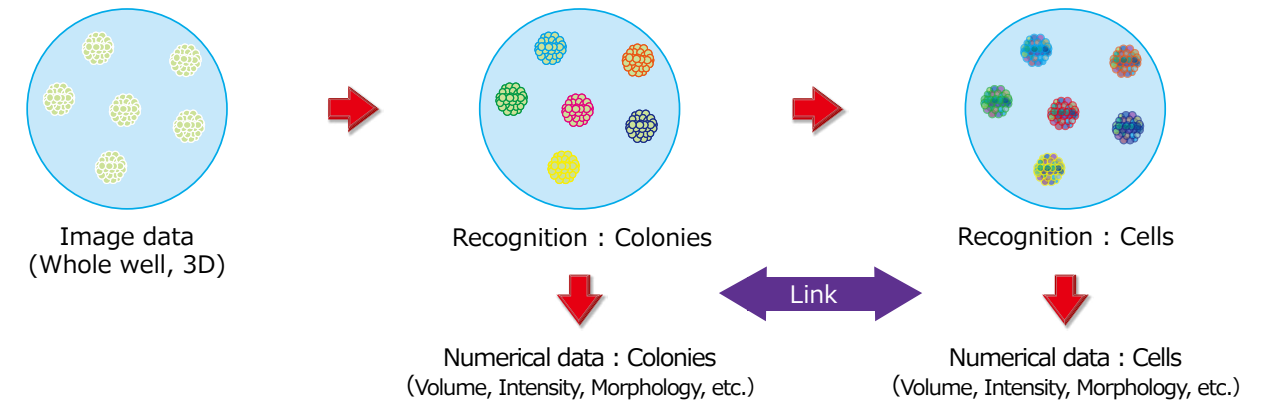 Image data
(Whole well, 3D)
Recognition : Colonies
Recognition : Cells
Link
Numerical data : Colonies
（Volume, Intensity, Morphology, etc.）
Numerical data : Cells
（Volume, Intensity, Morphology, etc.）